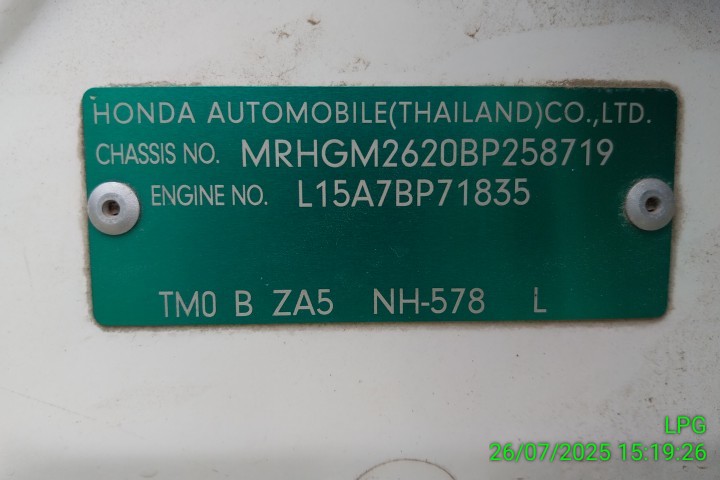 HONDA AUTOMOBILE(THAILAND)CO.,LTD.
CHASSIS NO. MRHGM2620BP258719
ENGINE NO. L15A7BP71835
TM0 B ZA5 NH-578 L
LPG
26/07/2025 15:19:26